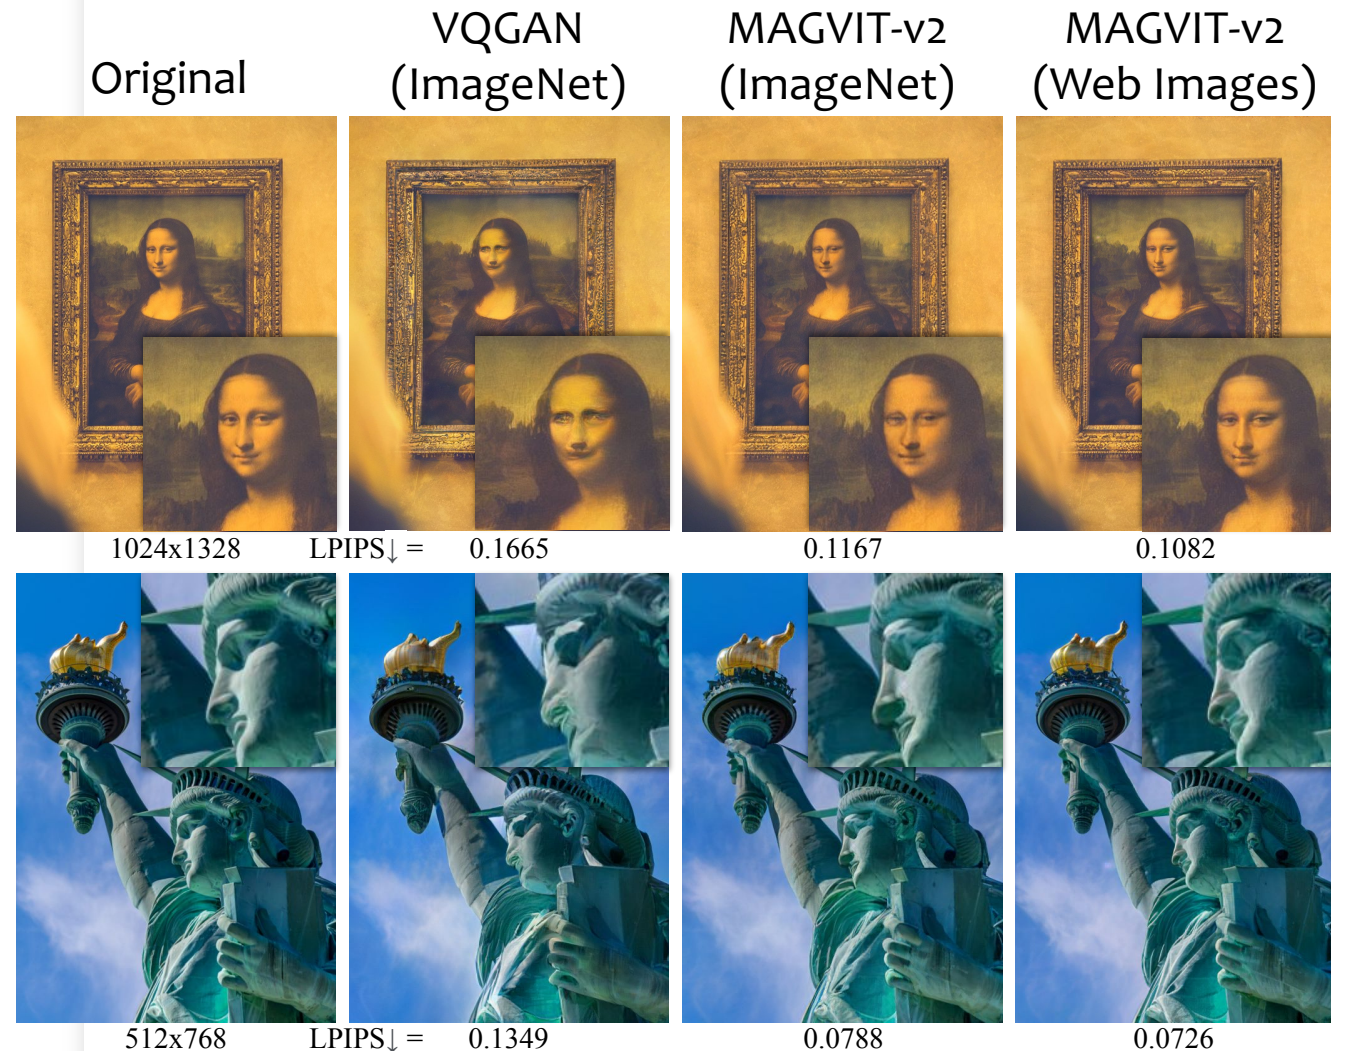 Original
VQGAN
(ImageNet)
MAGVIT-v2
(ImageNet)
MAGVIT-v2
(Web Images)
1024x1328 LPIPS↓ = 0.1665 0.1167 0.1082
512x768 LPIPS↓ = 0.1349 0.0788 0.0726